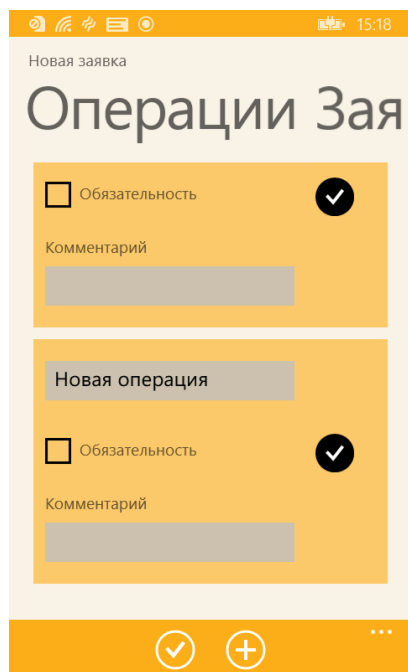 15:18
Новая заявка
Операции Зая
Обязательность
Комментарий
Новая операция
Обязательность
Комментарий